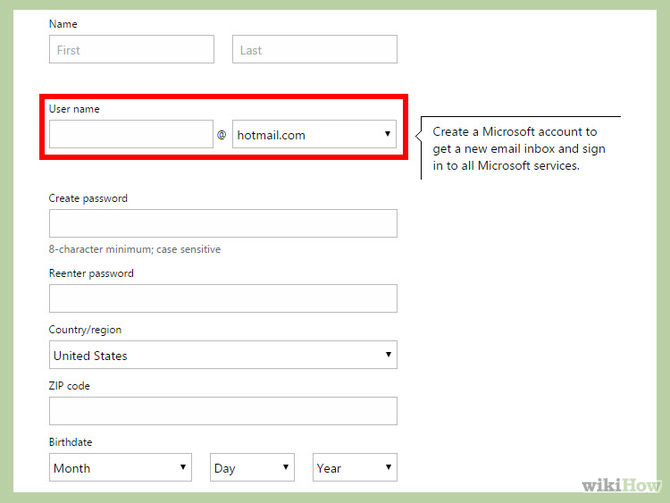 Name
First Last
User name
@ hotmail.com
Create a Microsoft account to
get a new email inbox and sign
in to all Microsoft services.
Create password
8-character minimum; case sensitive
Reenter password
Country/region
United States
ZIP code
Birthdate
Month Day Year
wikiHow